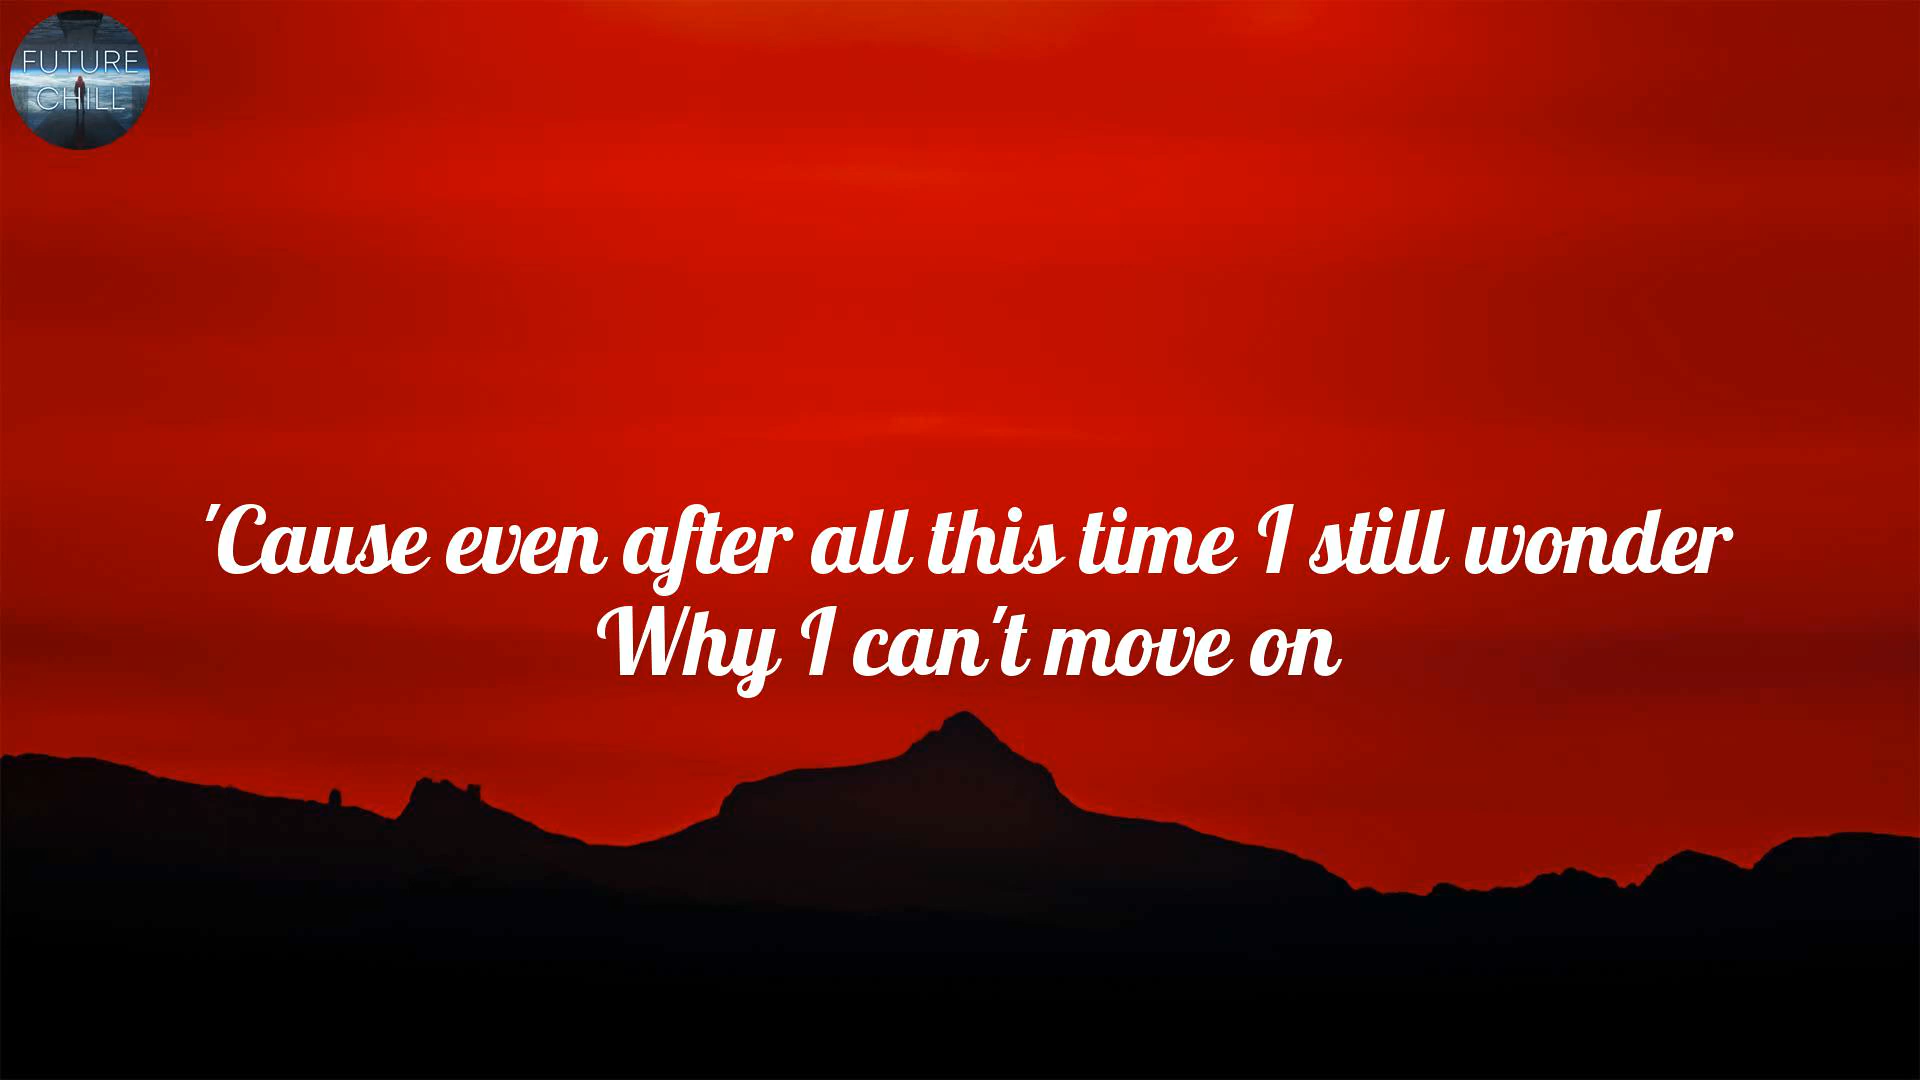 FUTURE
CHILL
'Cause even after all this time I still wonder
Why I can't move on